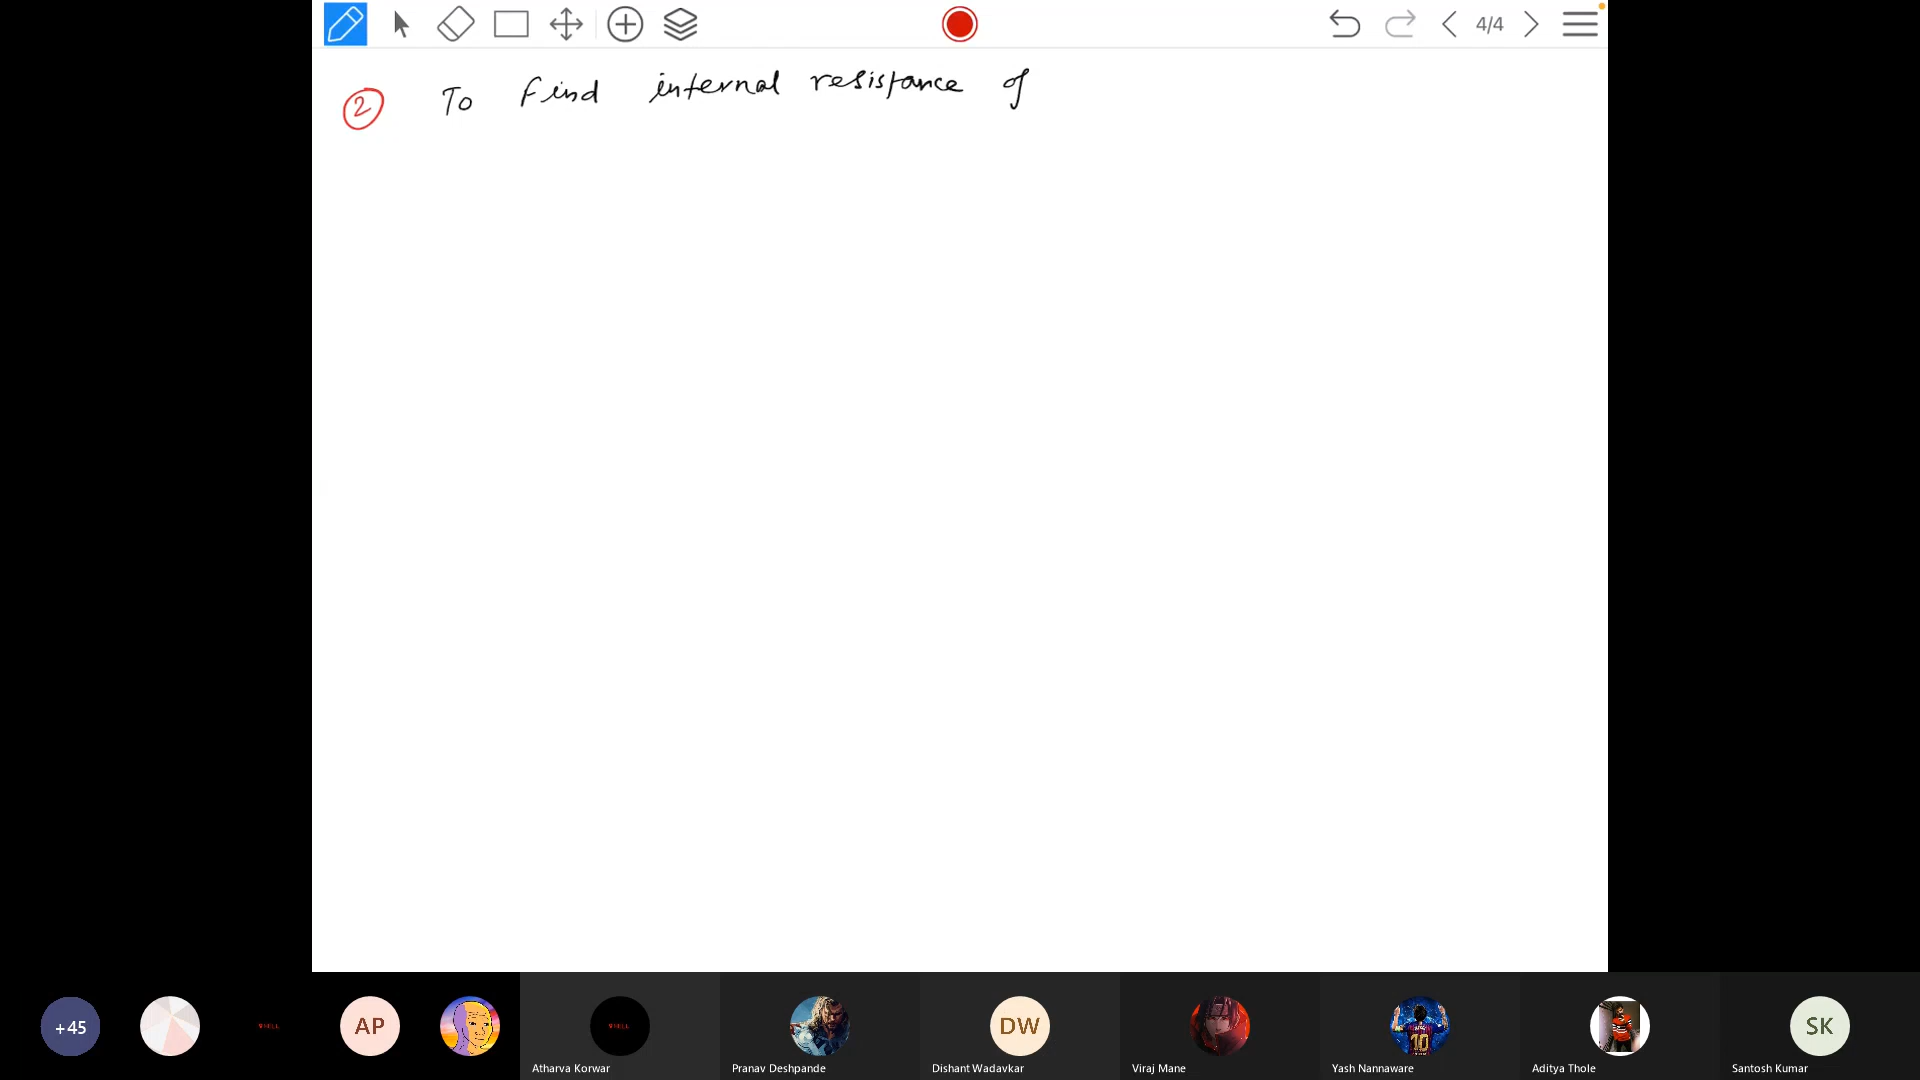 4/4
2 To find internal resistance of
+45
AP
DW
10
SK
Atharva Korwar
Pranav Deshpande
Dishant Wadavkar
Viraj Mane
Yash Nannaware
Aditya Thole
Santosh Kumar